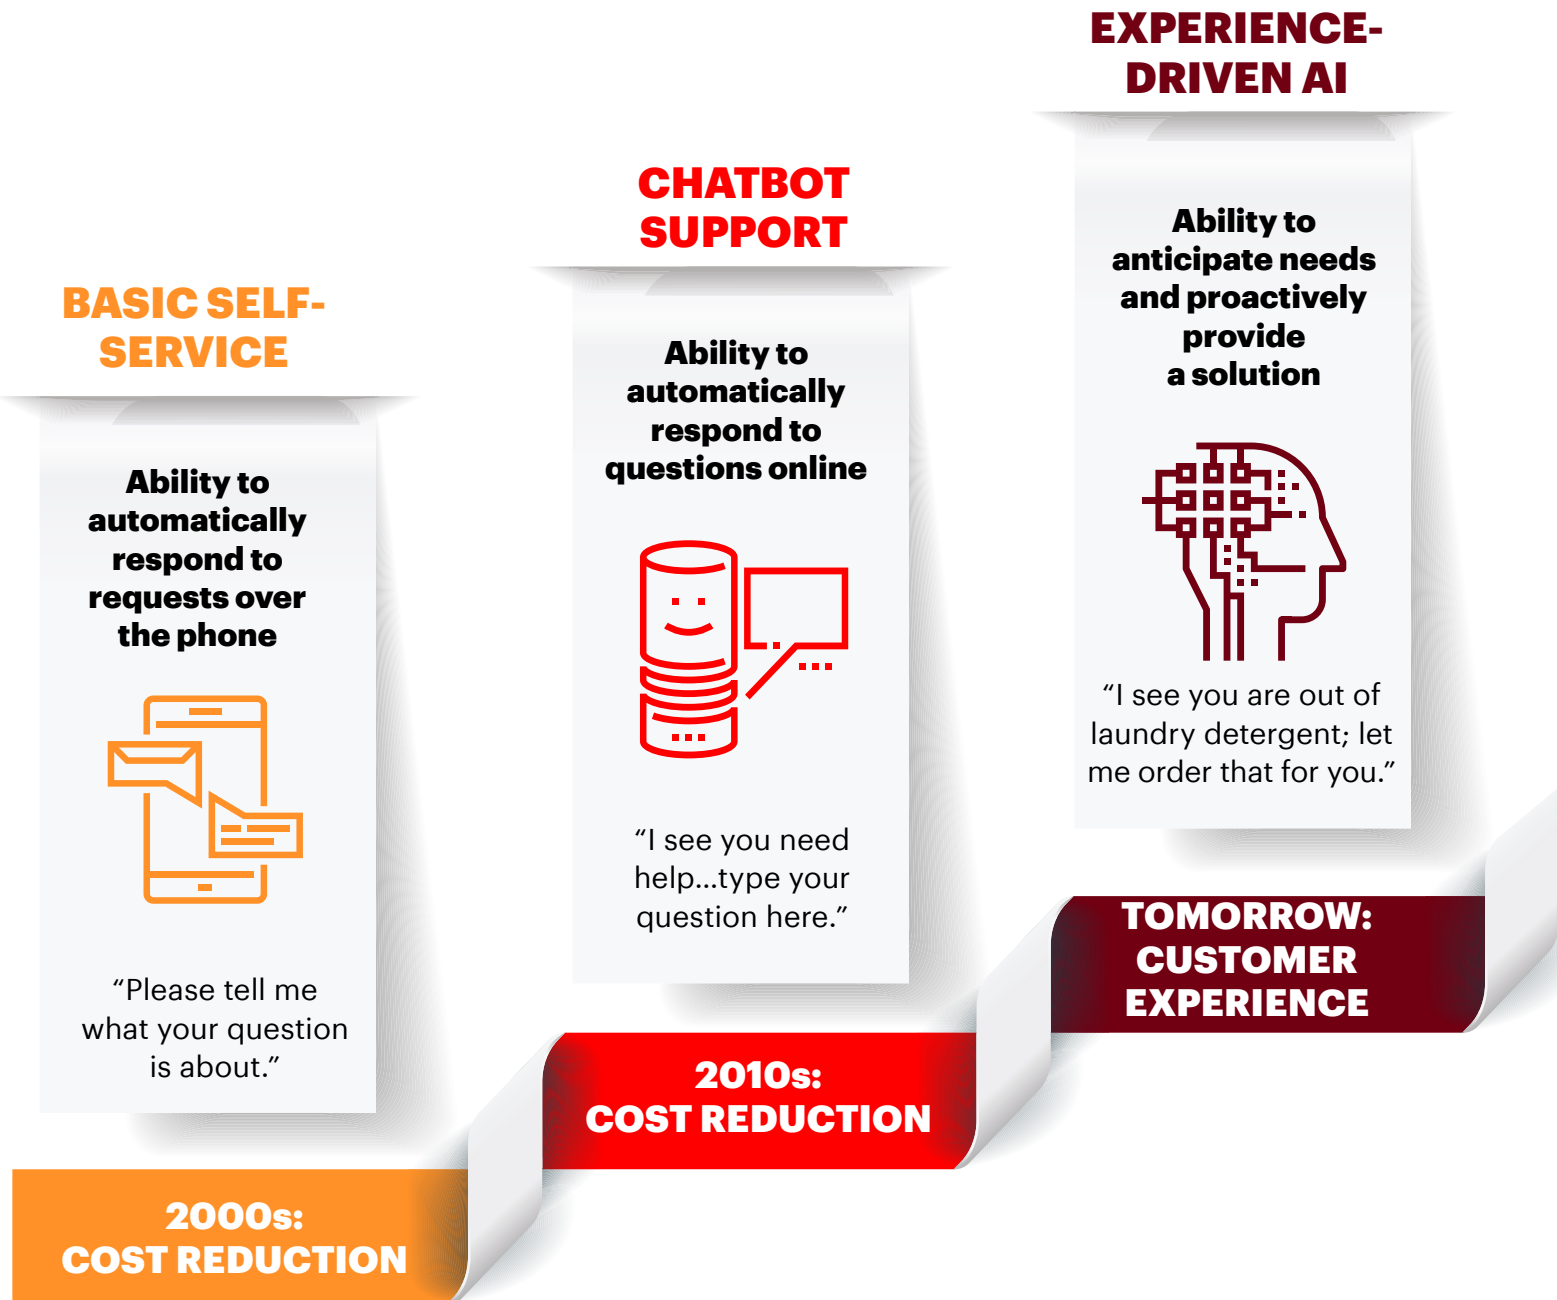 BASIC SELF-
SERVICE
Ability to
automatically
respond to
requests over
the phone
“Please tell me
what your question
is about.”
2000s:
COST REDUCTION
CHATBOT
SUPPORT
Ability to
automatically
respond to
questions online
“I see you need
help...type your
question here.”
2010s:
COST REDUCTION
EXPERIENCE-
DRIVEN AI
Ability to
anticipate needs
and proactively
provide
a solution
“I see you are out of
laundry detergent; let
me order that for you.”
TOMORROW:
CUSTOMER
EXPERIENCE